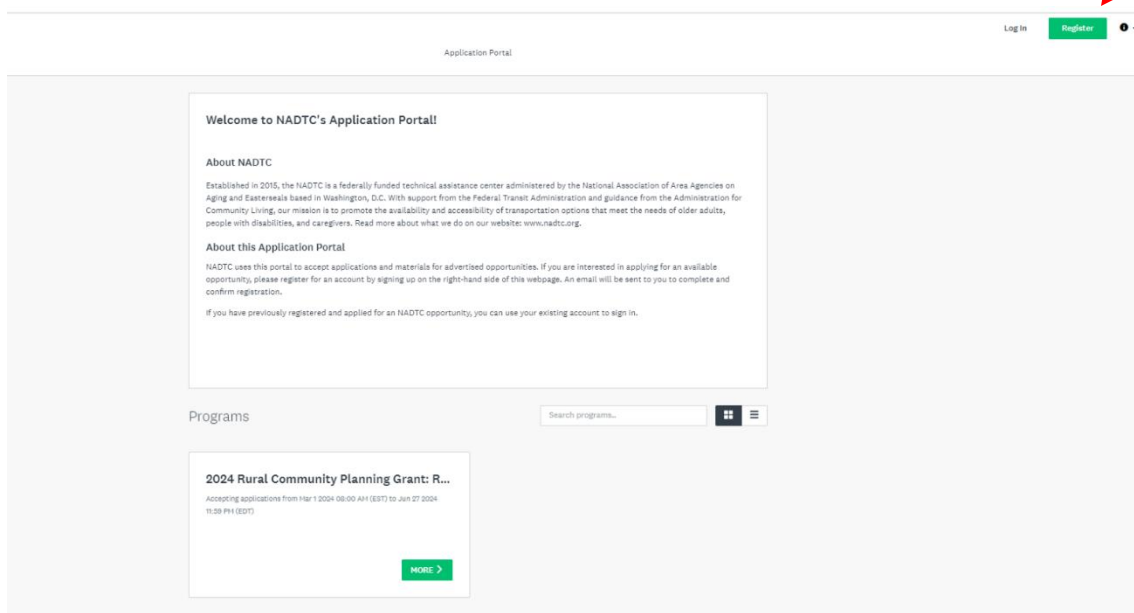 Log In
Register
Application Portal
Welcome to NADTC's Application Portal!
About NADTC
Established in 2015, the NADTC is a federally funded technical assistance center administered by the National Association of Area Agencies on
Aging and Easterseals based in Washington, D.C. With support from the Federal Transit Administration and guidance from the Administration for
Community Living, our mission is to promote the availability and accessibility of transportation options that meet the needs of older adults,
people with disabilities, and caregivers. Read more about what we do on our website: www.nadtc.org.
About this Application Portal
NADTC uses this portal to accept applications and materials for advertised opportunities. If you are interested in applying for an available
opportunity, please register for an account by signing up on the right-hand side of this webpage. An email will be sent to you to complete and
confirm registration.
If you have previously registered and applied for an NADTC opportunity, you can use your existing account to sign in.
Programs
Search programs...
2024 Rural Community Planning Grant: R...
Accepting applications from Mar 1 2024 08:00 AM (EST) to Jun 27 2024
11:59 PM (EDT)
MORE